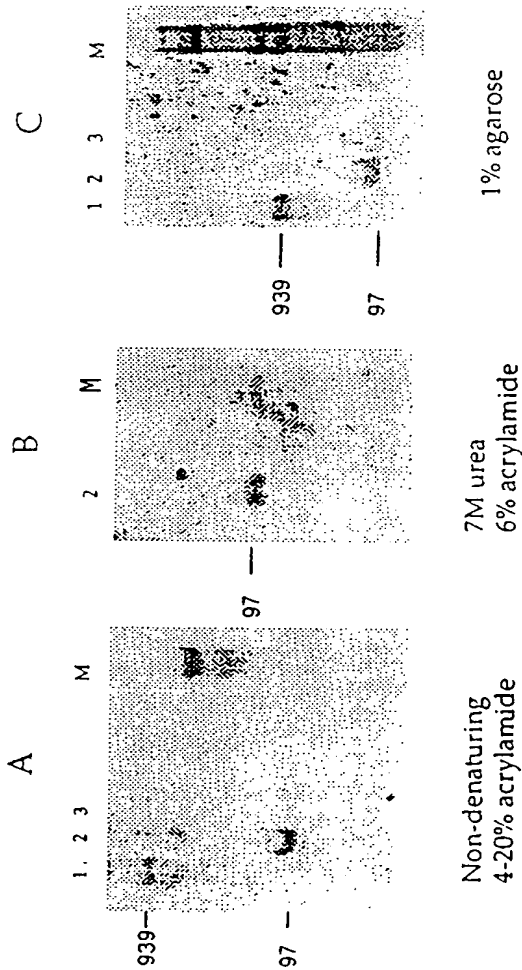 A
1. 2 3 M
939
97
Non-denaturing
4-20% acrylamide
B
2 M
97
7M urea
6% acrylamide
C
1 2 3 M
939
97
1% agarose